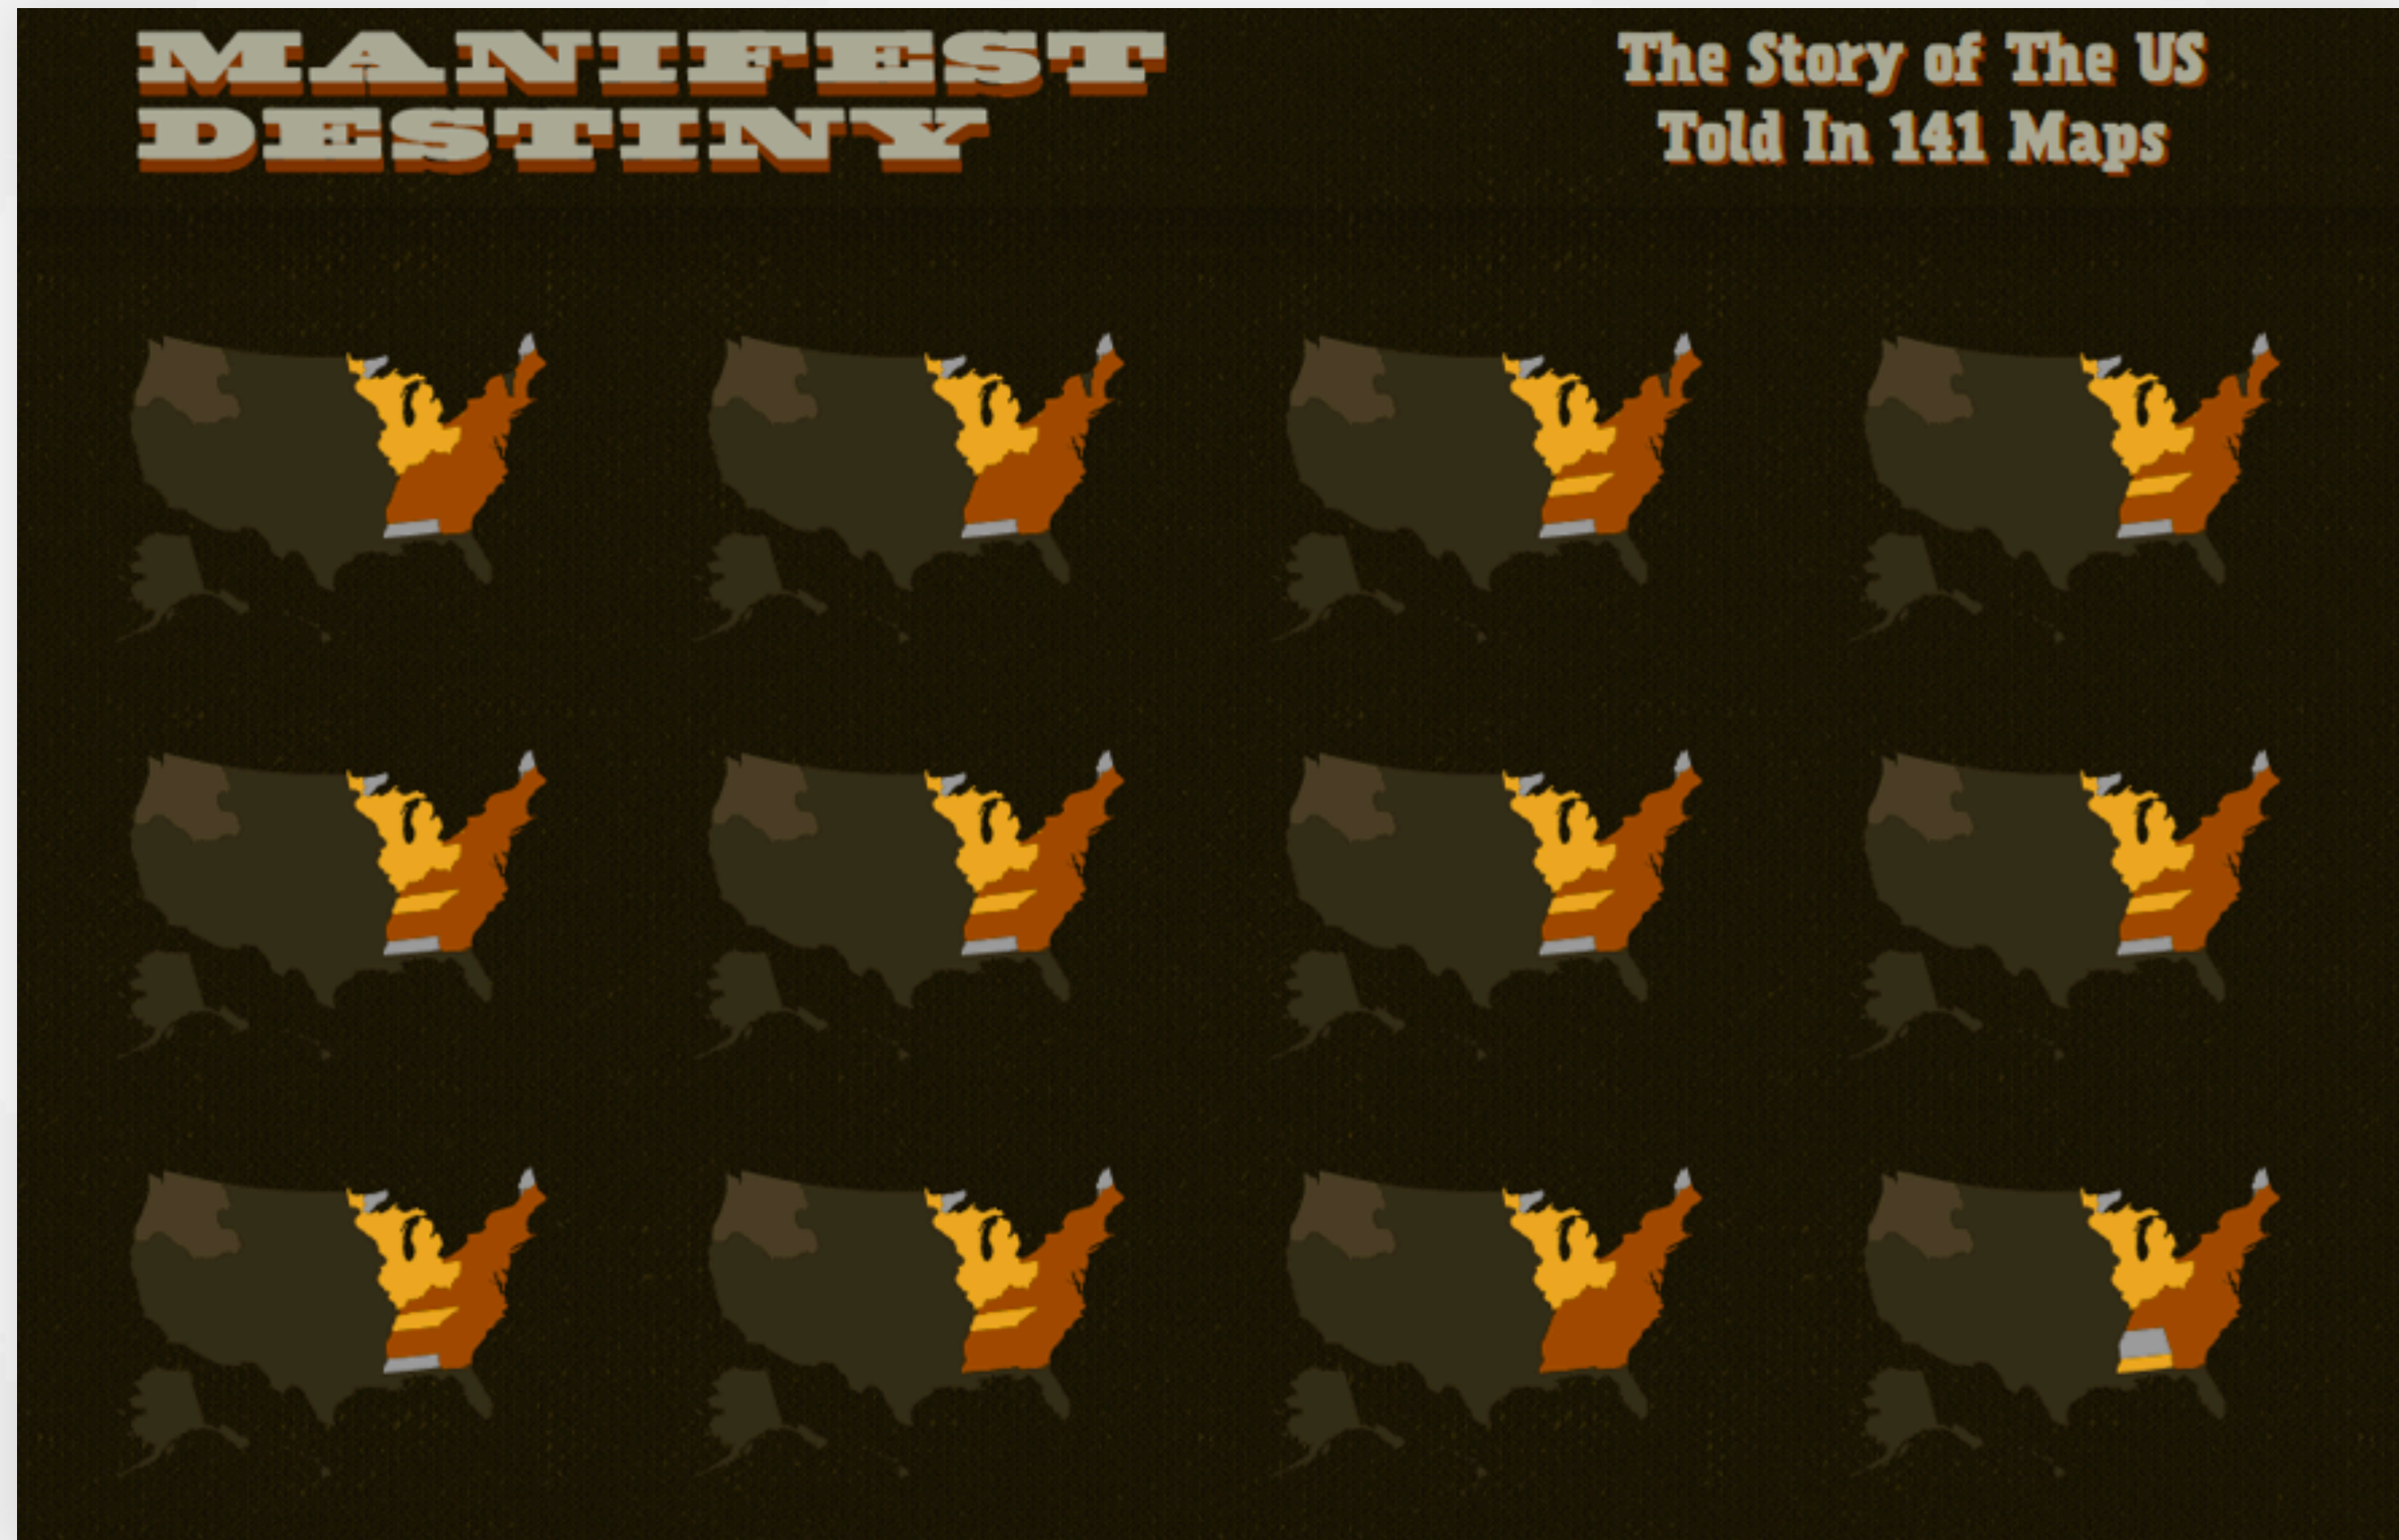 MANIFEST
DESTINY
The Story of The US
Told In 141 Maps